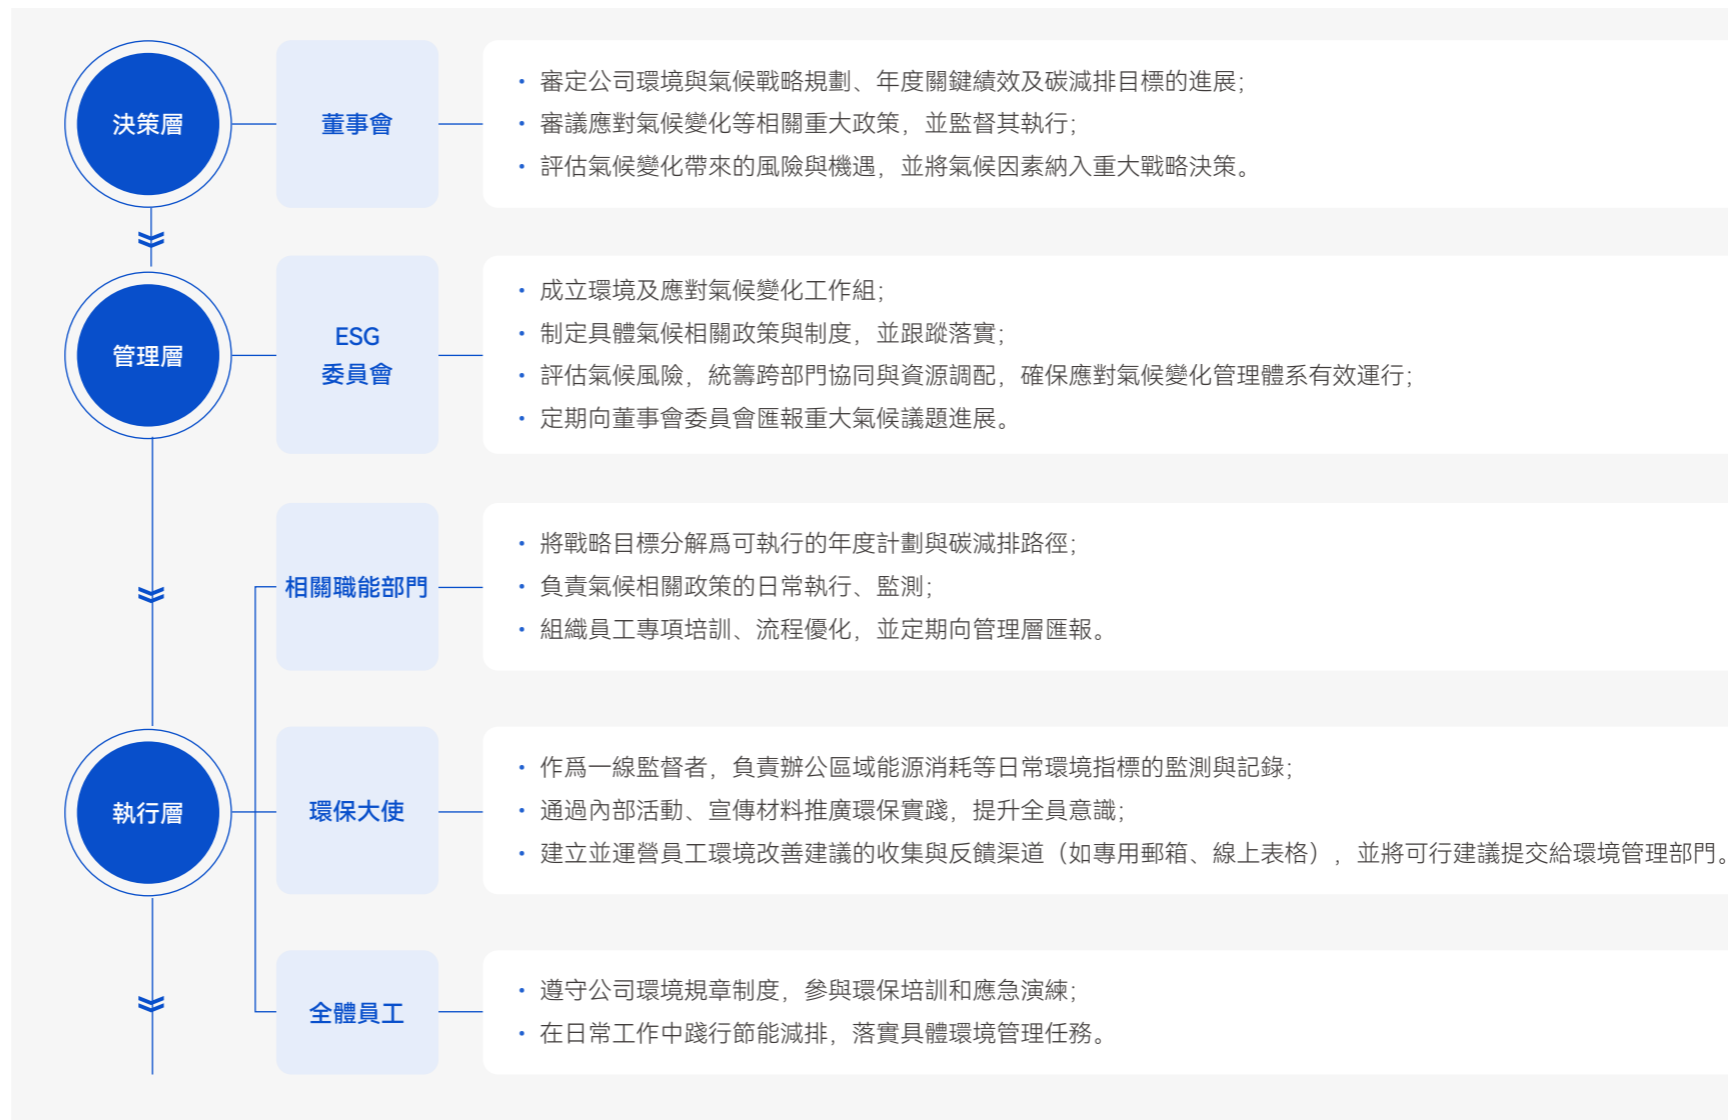 決策層
董事會
・審定公司環境與氣候戰略規劃、年度關鍵績效及碳減排目標的進展;
・審議應對氣候變化等相關重大政策，並監督其執行;
・評估氣候變化帶來的風險與機遇，並將氣候因素納入重大戰略決策。
管理層
ESG
委員會
・成立環境及應對氣候變化工作組;
・制定具體氣候相關政策與制度，並跟蹤落實;
・評估氣候風險，統籌跨部門協同與資源調配，確保應對氣候變化管理體系有效運行;
・定期向董事會委員會匯報重大氣候議題進展。
執行層
相關職能部門
・將戰略目標分解爲可執行的年度計劃與碳減排路徑;
・負責氣候相關政策的日常執行、監測;
・組織員工專項培訓、流程優化，並定期向管理層匯報。
環保大使
・作爲一線監督者，負責辦公區域能源消耗等日常環境指標的監測與記錄;
・通過內部活動、宣傳材料推廣環保實踐，提升全員意識;
・建立並運營員工環境改善建議的收集與反饋渠道（如專用郵箱、線上表格），並將可行建議提交給環境管理部門。
全體員工
・遵守公司環境規章制度，參與環保培訓和應急演練;
・在日常工作中踐行節能減排，落實具體環境管理任務。